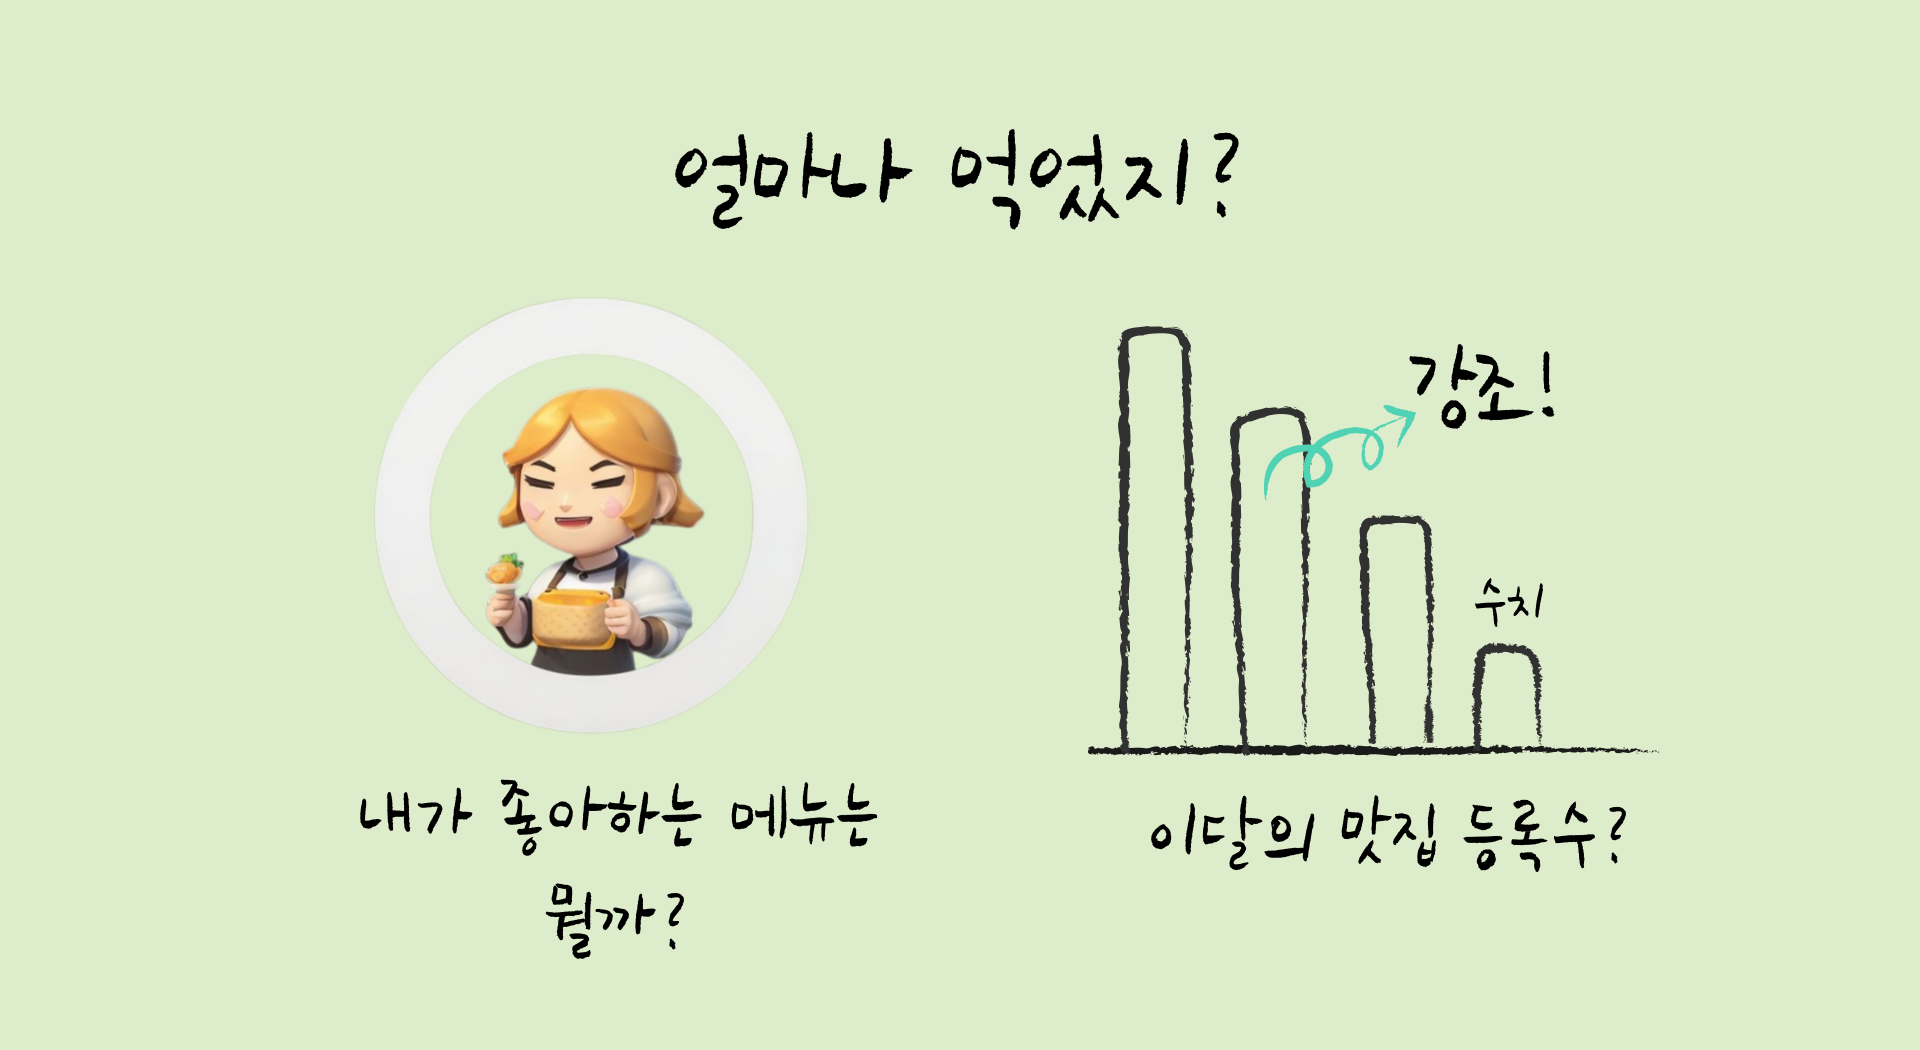 얼마나 먹었지?
강조!
수치
내가 좋아하는 메뉴는
뭘까?
이달의 맛집 등록수?